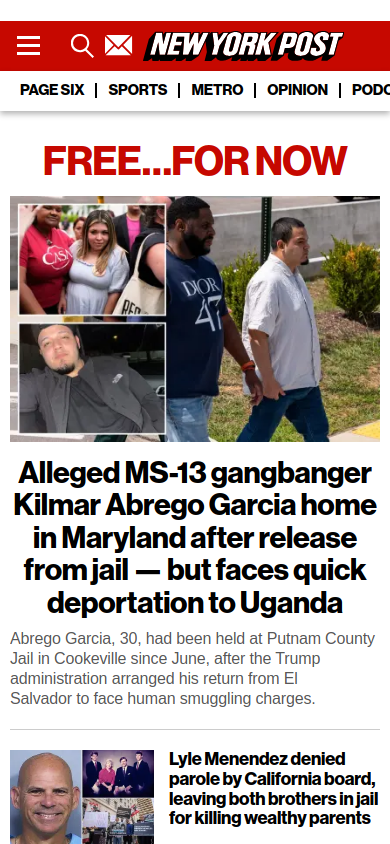 NEW YORK POST
PAGE SIX | SPORTS | METRO | OPINION | PODC
FREE…FOR NOW
DIOR
47
Alleged MS-13 gangbanger
Kilmar Abrego Garcia home
in Maryland after release
from jail — but faces quick
deportation to Uganda
Abrego Garcia, 30, had been held at Putnam County
Jail in Cookeville since June, after the Trump
administration arranged his return from El
Salvador to face human smuggling charges.
Lyle Menendez denied
parole by California board,
leaving both brothers in jail
for killing wealthy parents